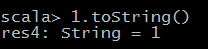 scala> 1.toString()
res4: String = 1